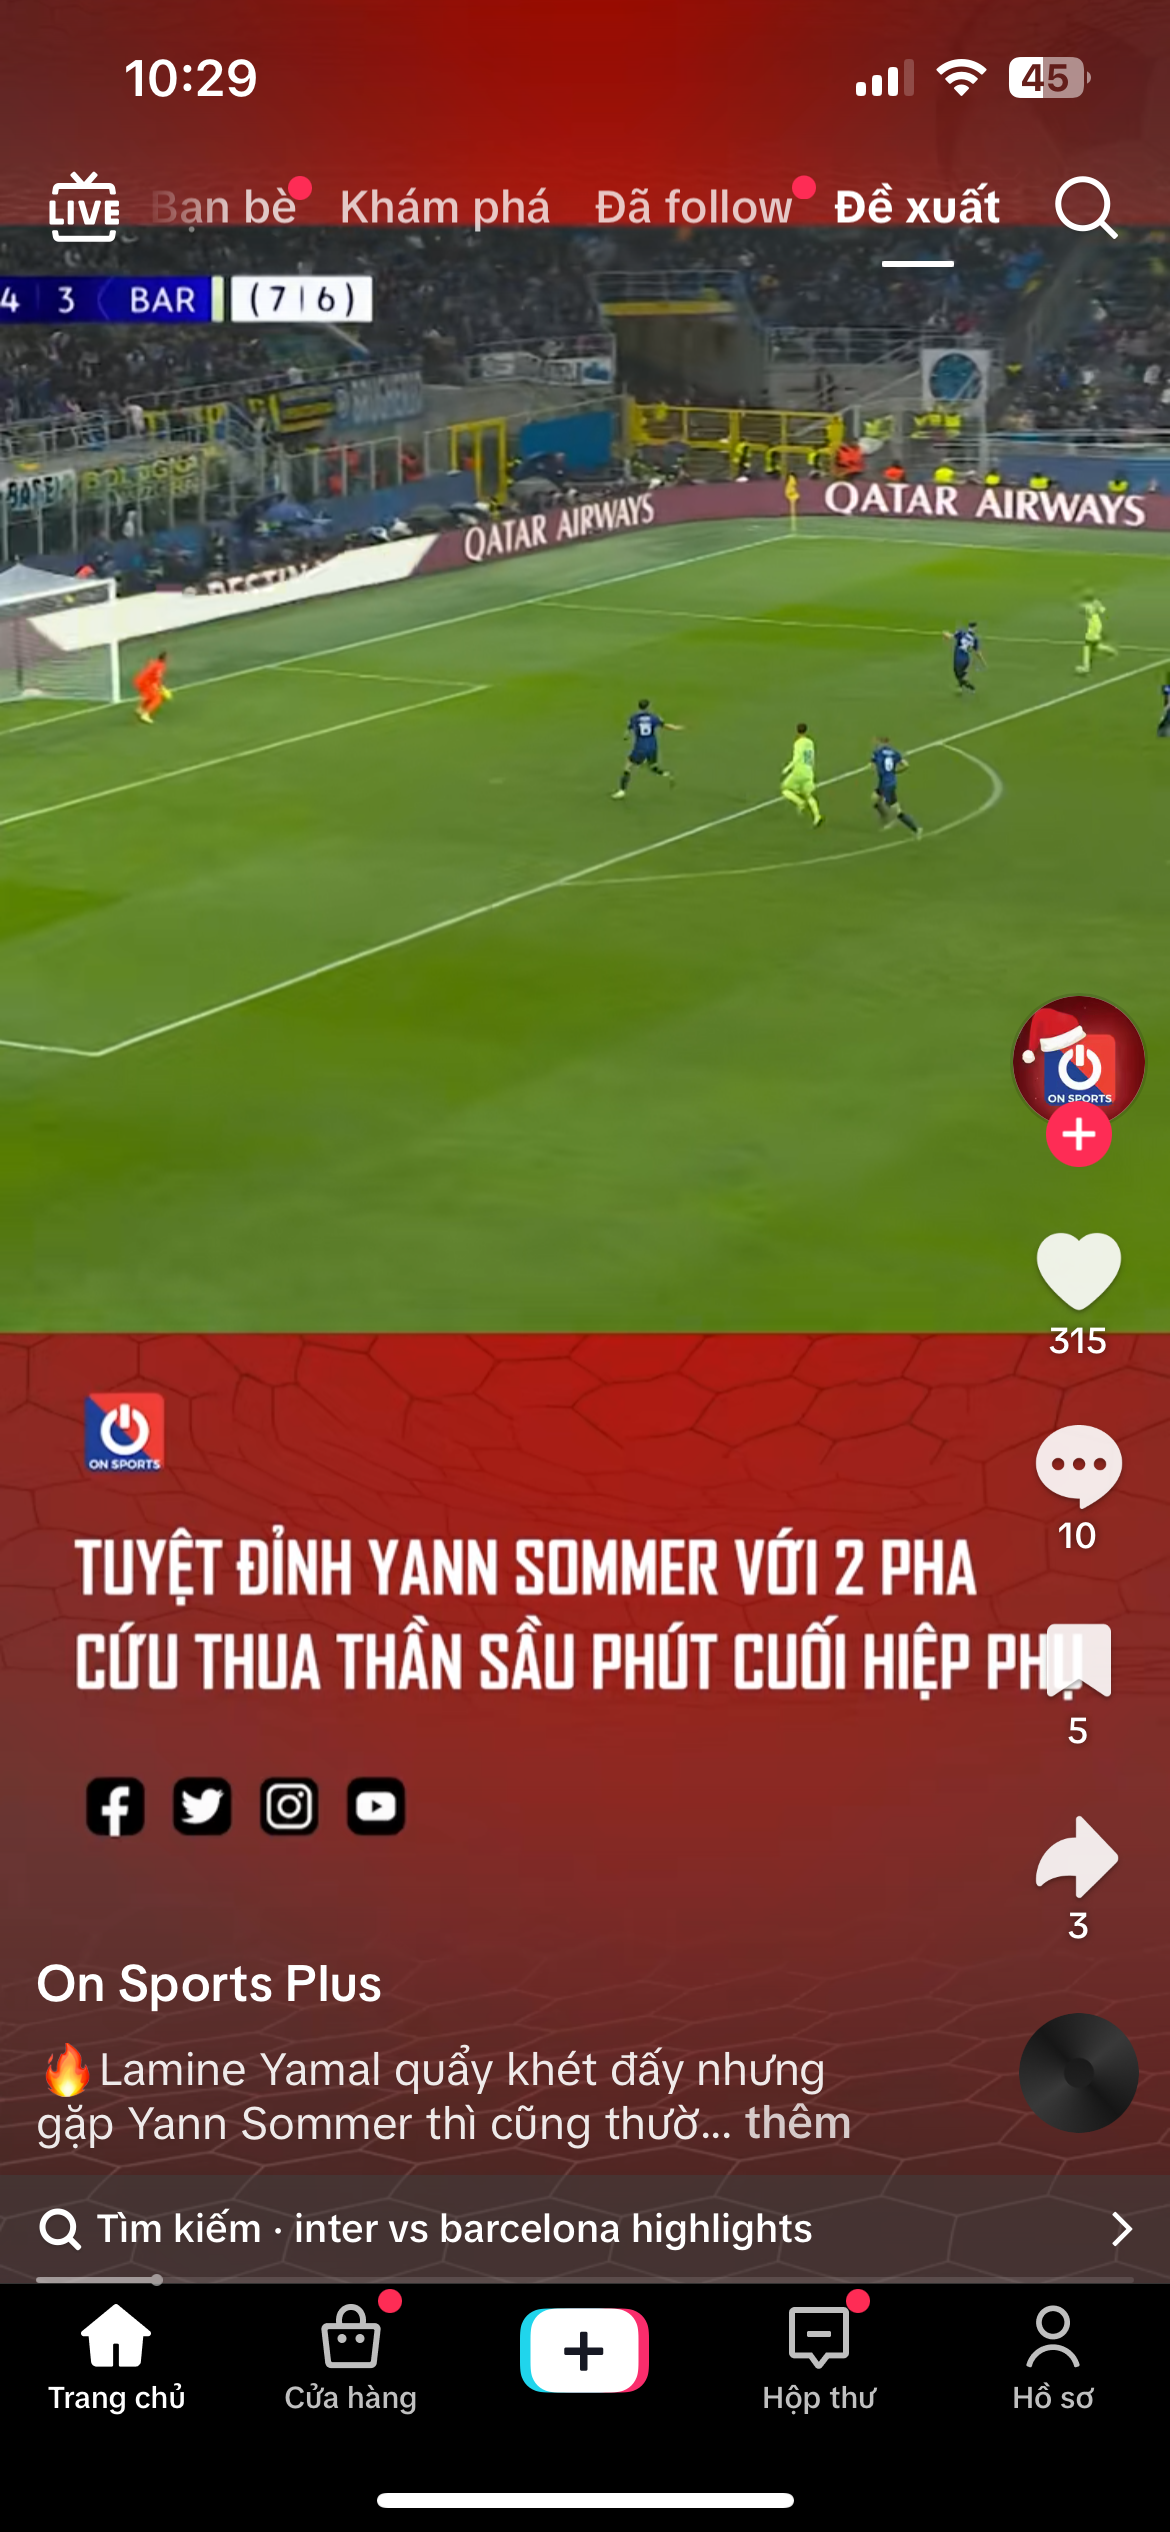 10:29
45
LIVE
Bạn bè
Khám phá
Đã follow
Đề xuất
4 3 BAR (7|6)
QATAR AIRWAYS
QATAR AIRWAYS
ON SPORTS
315
ON SPORTS
10
TUYỆT ĐỈNH YANN SOMMER VỚI 2 PHA
CỨU THUA THẦN SẦU PHÚT CUỐI HIỆP PHỤ
5
3
On Sports Plus
🔥Lamine Yamal quẩy khét đấy nhưng
gặp Yann Sommer thì cũng thườ... thêm
Tìm kiếm · inter vs barcelona highlights
Trang chủ
Cửa hàng
Hộp thư
Hồ sơ